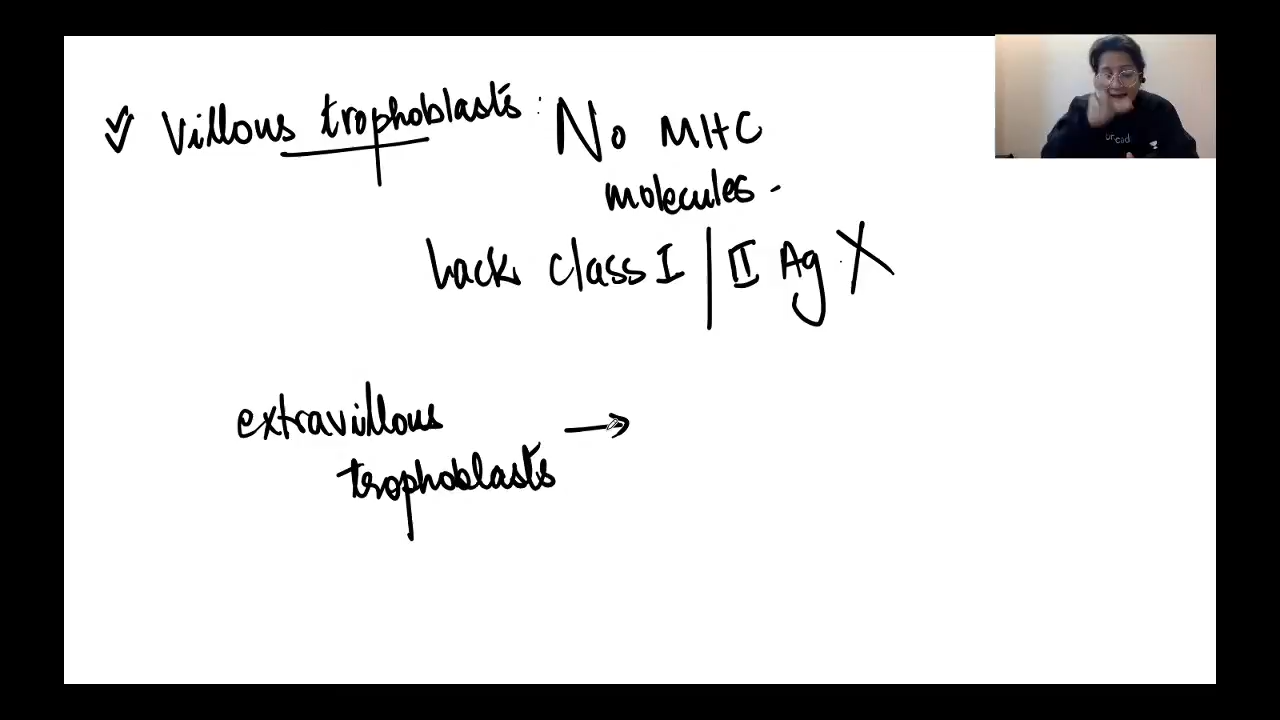 Villous trophoblasts : No MHC
molecules.
Lack class I / II Ag X
extravillous →
trophoblasts